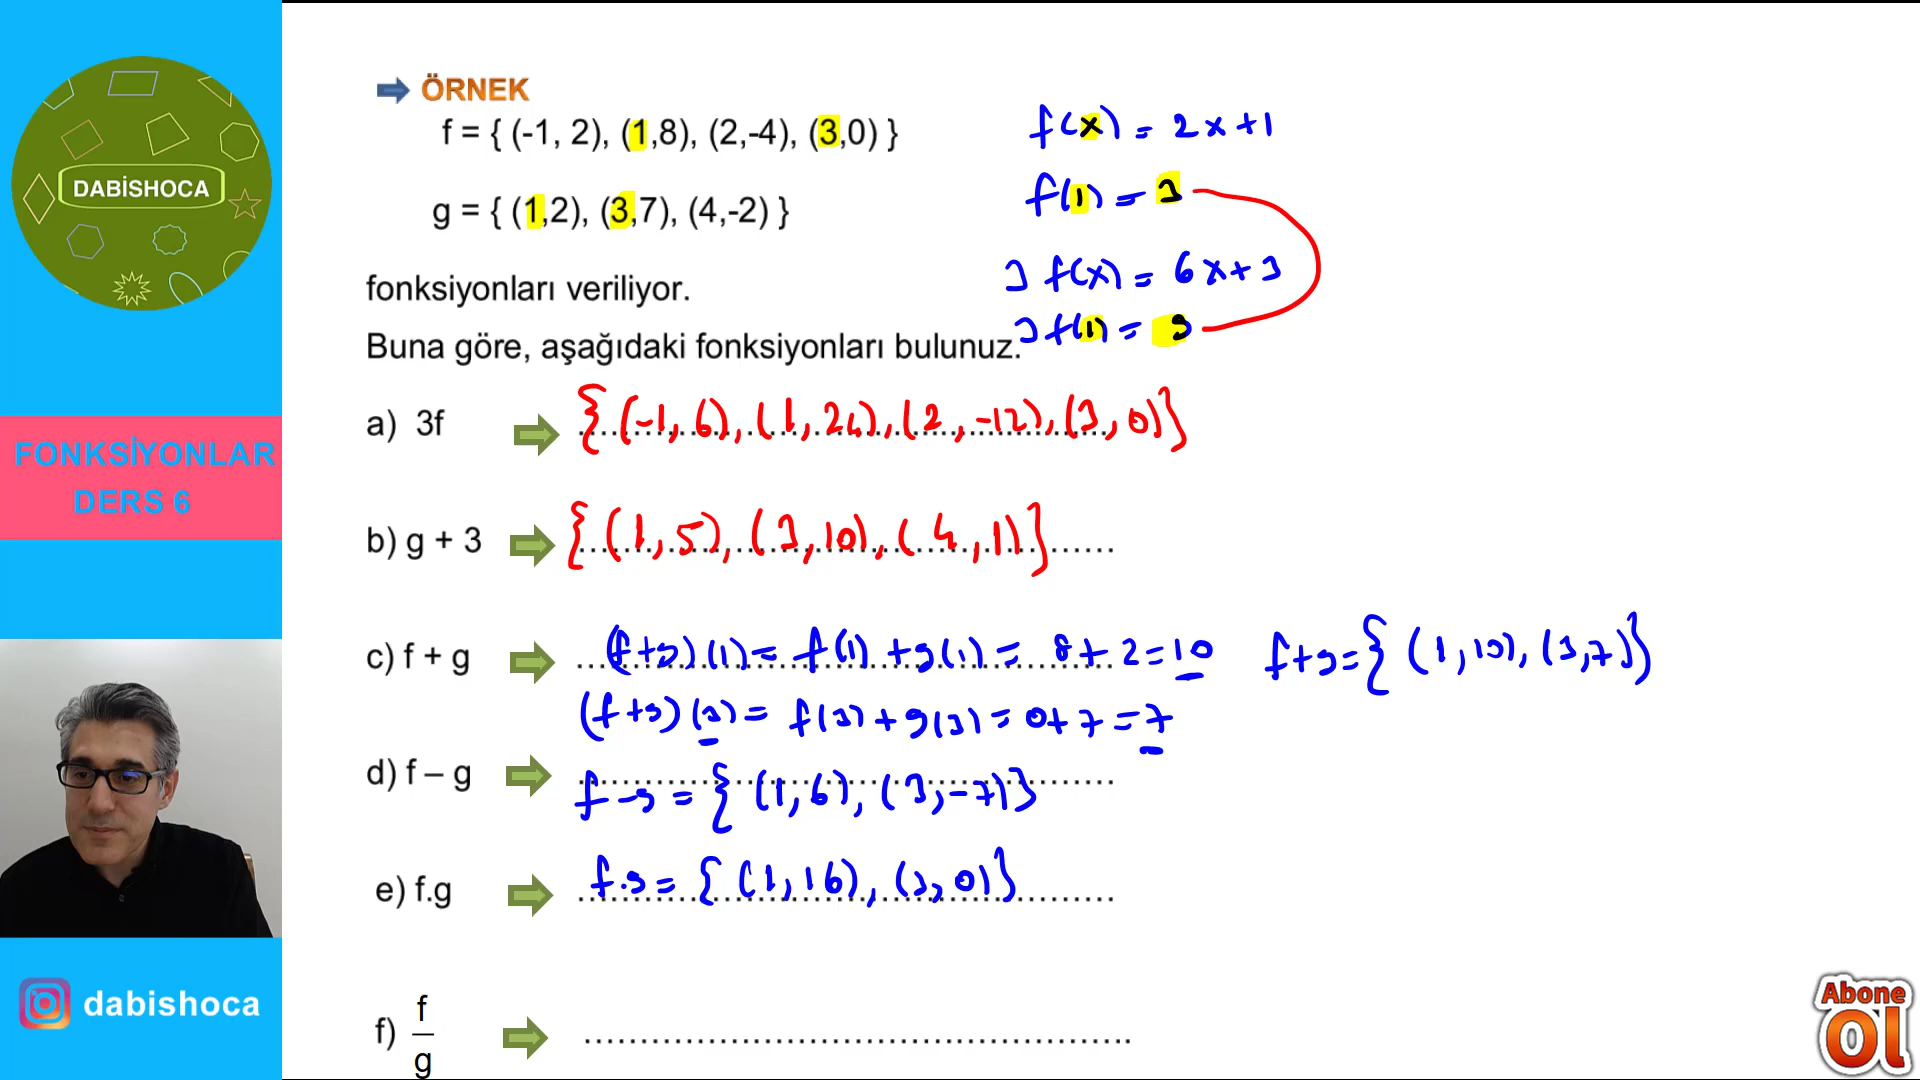 DABİSHOCA
FONKSİYONLAR
DERS 6
dabishoca
ÖRNEK
f = { (-1, 2), (1,8), (2,-4), (3,0) }
g = { (1,2), (3,7), (4,-2) }
fonksiyonları veriliyor.
Buna göre, aşağıdaki fonksiyonları bulunuz.
f(x) = 2x+1
f(1) = 3
3 f(x) = 6x+3
3 f(1) = 9
a) 3f {(-1, 6), (1, 24), (2, -12), (3, 0)}
b) g + 3 {(1, 5), (3, 10), (4, 1)}
c) f + g (f+g)(1) = f(1)+g(1) = 8+2=10 f+g={(1,10), (3,7)}
(f+g)(3) = f(3)+g(3) = 0+7=7
d) f – g f-g = {(1,6), (3,-7)}
e) f.g f.g = {(1,16), (3,0)}
f) f
g
Abone
Ol